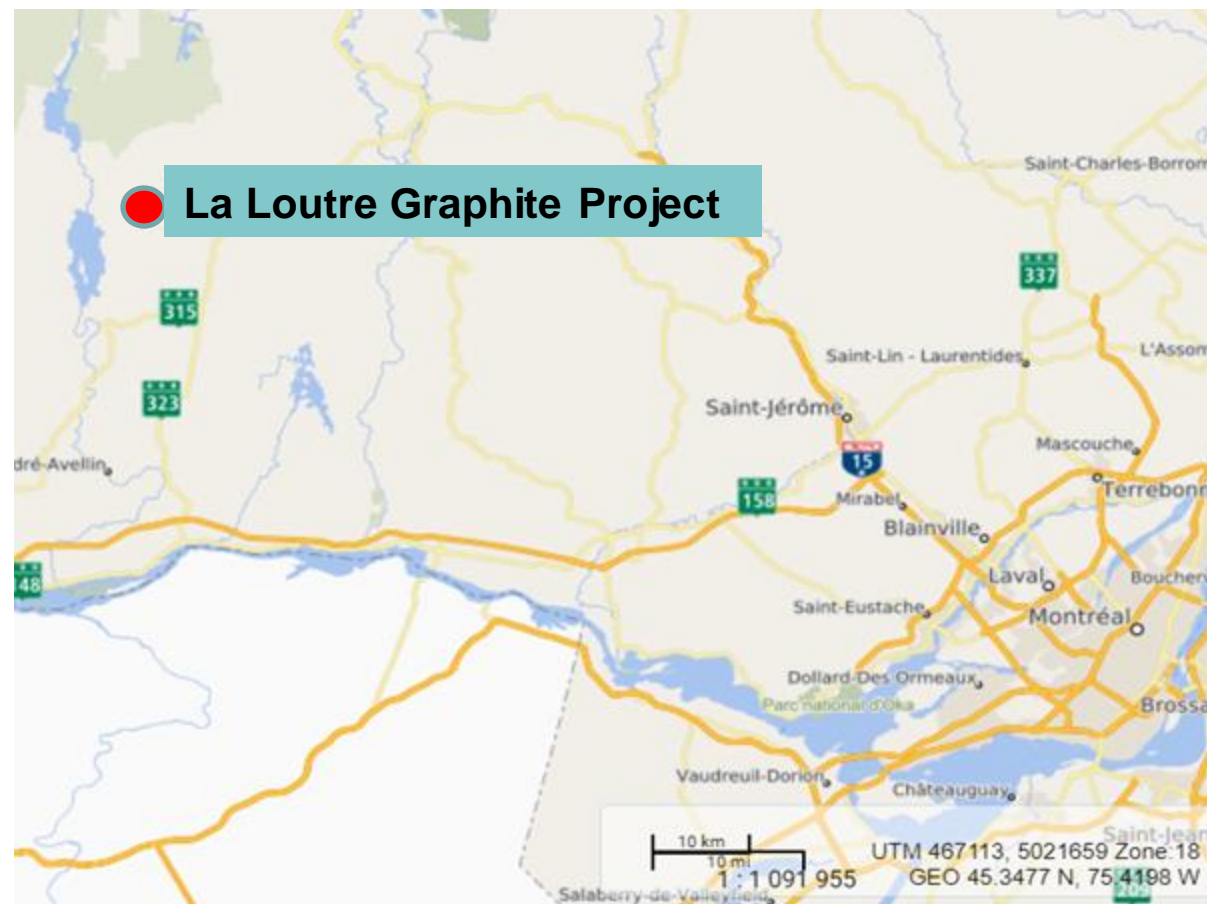 Saint-Charles-Borrom
La Loutre Graphite Project
337
315
Saint-Lin - Laurentides
L'Assom
323
Saint-Jérôme
Mascouche
15
dré-Avellin
Terrebonn
158
Mirabel
Blainville
148
Laval
Boucherv
Saint-Eustache
Montréal
Dollard-Des Ormeaux
Parc national d'Oka
Brossa
Vaudreuil-Dorion
Châteauguay
10 km
10 mi
Saint-Jean
UTM 467113, 5021659 Zone:18
1 : 1 091 955
GEO 45.3477 N, 75.4198 W
209
Salaberry-de-Valleyfield